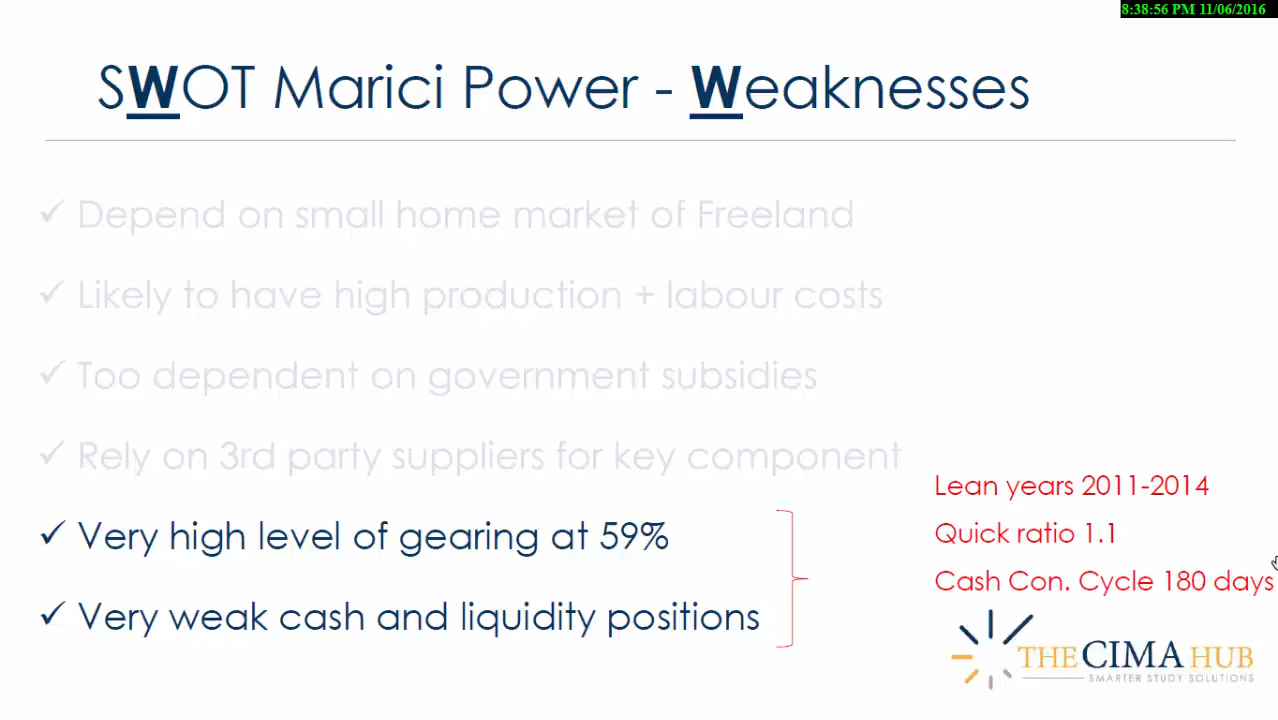 8:38:56 PM 11/06/2016
SWOT Marici Power - Weaknesses
✓ Depend on small home market of Freeland
✓ Likely to have high production + labour costs
✓ Too dependent on government subsidies
✓ Rely on 3rd party suppliers for key component
✓ Very high level of gearing at 59%
✓ Very weak cash and liquidity positions
Lean years 2011-2014
Quick ratio 1.1
Cash Con. Cycle 180 days
THE CIMA HUB
SMARTER STUDY SOLUTIONS